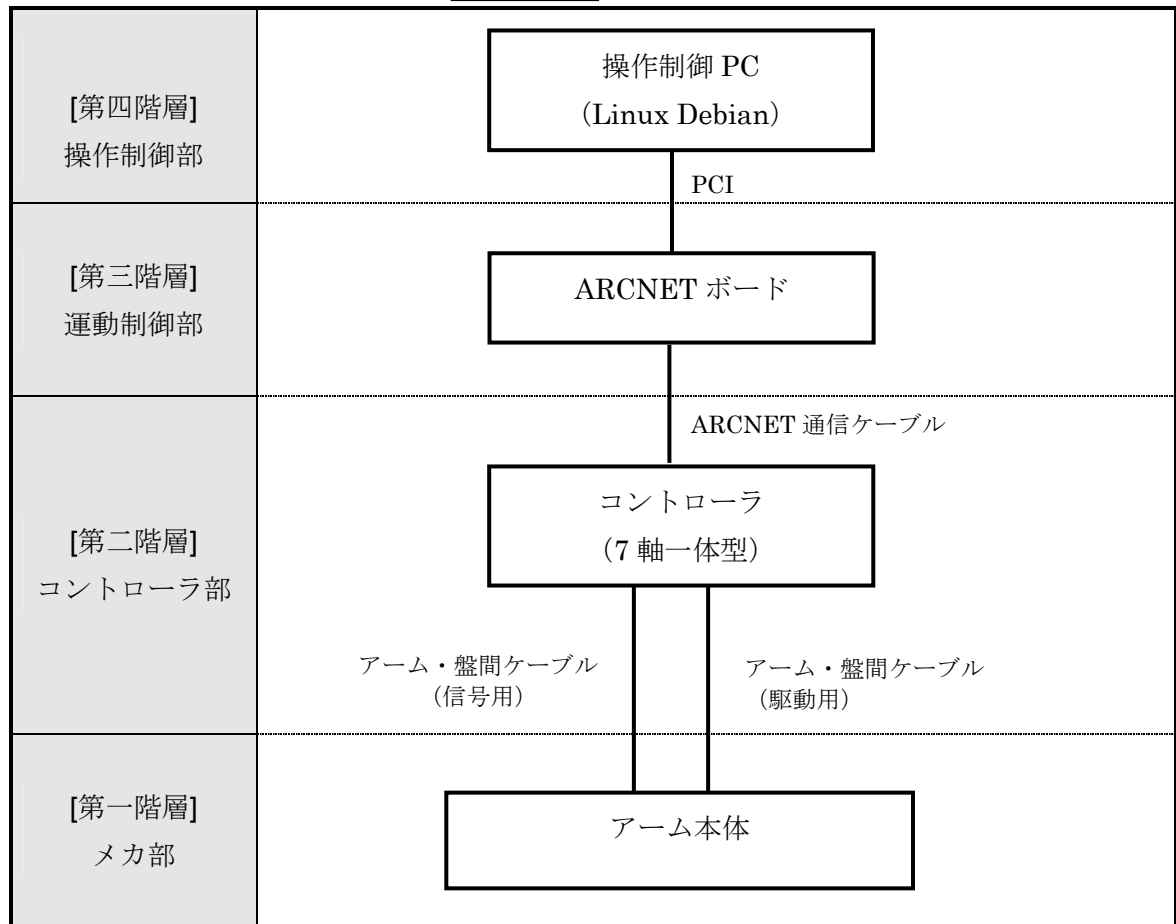 [第四階層]
操作制御部
操作制御 PC
(Linux Debian)
PCI
[第三階層]
運動制御部
ARCNET ボード
ARCNET 通信ケーブル
[第二階層]
コントローラ部
コントローラ
(7 軸一体型)
アーム・盤間ケーブル
(信号用)
アーム・盤間ケーブル
(駆動用)
[第一階層]
メカ部
アーム本体